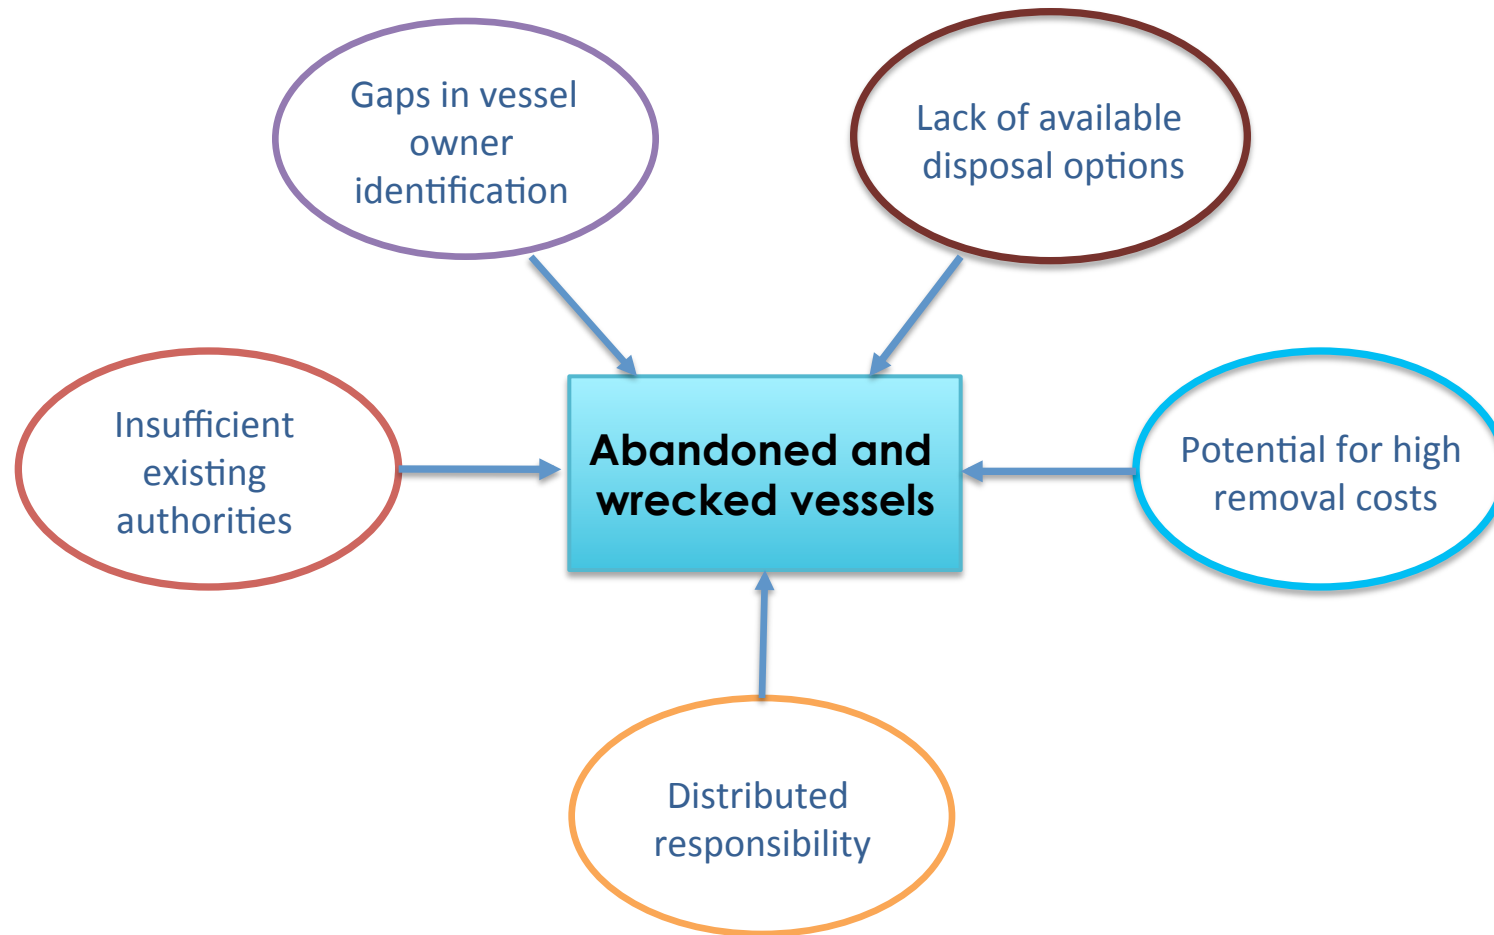 Gaps in vessel
owner
identification
Lack of available
disposal options
Insufficient
existing
authorities
Abandoned and
wrecked vessels
Potential for high
removal costs
Distributed
responsibility